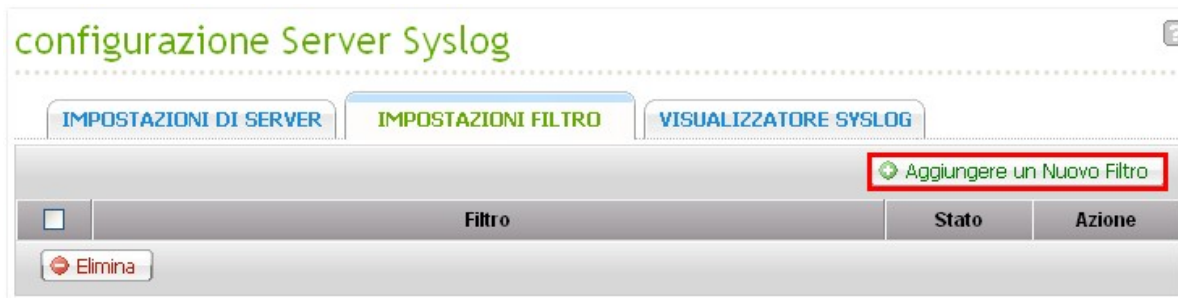 configurazione Server Syslog
IMPOSTAZIONI DI SERVER IMPOSTAZIONI FILTRO VISUALIZZATORE SYSLOG
Aggiungere un Nuovo Filtro
Filtro Stato Azione
Elimina